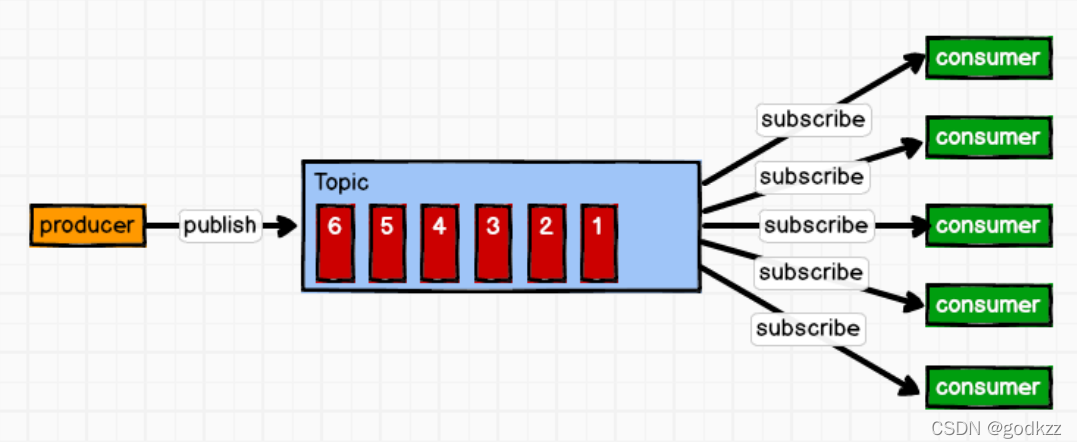 consumer
subscribe
consumer
subscribe
Topic
producer
publish
6 5 4 3 2 1
subscribe
consumer
subscribe
consumer
subscribe
consumer
CSDN @godkzz